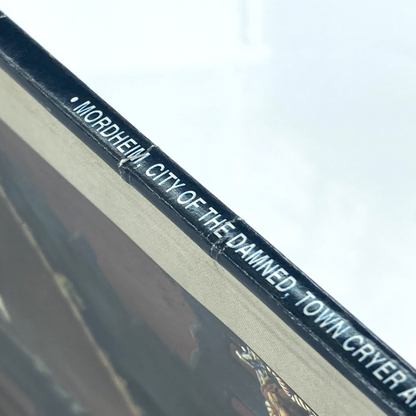 • MORDHEIM, CITY OF THE DAMNED, TOWN CRYER